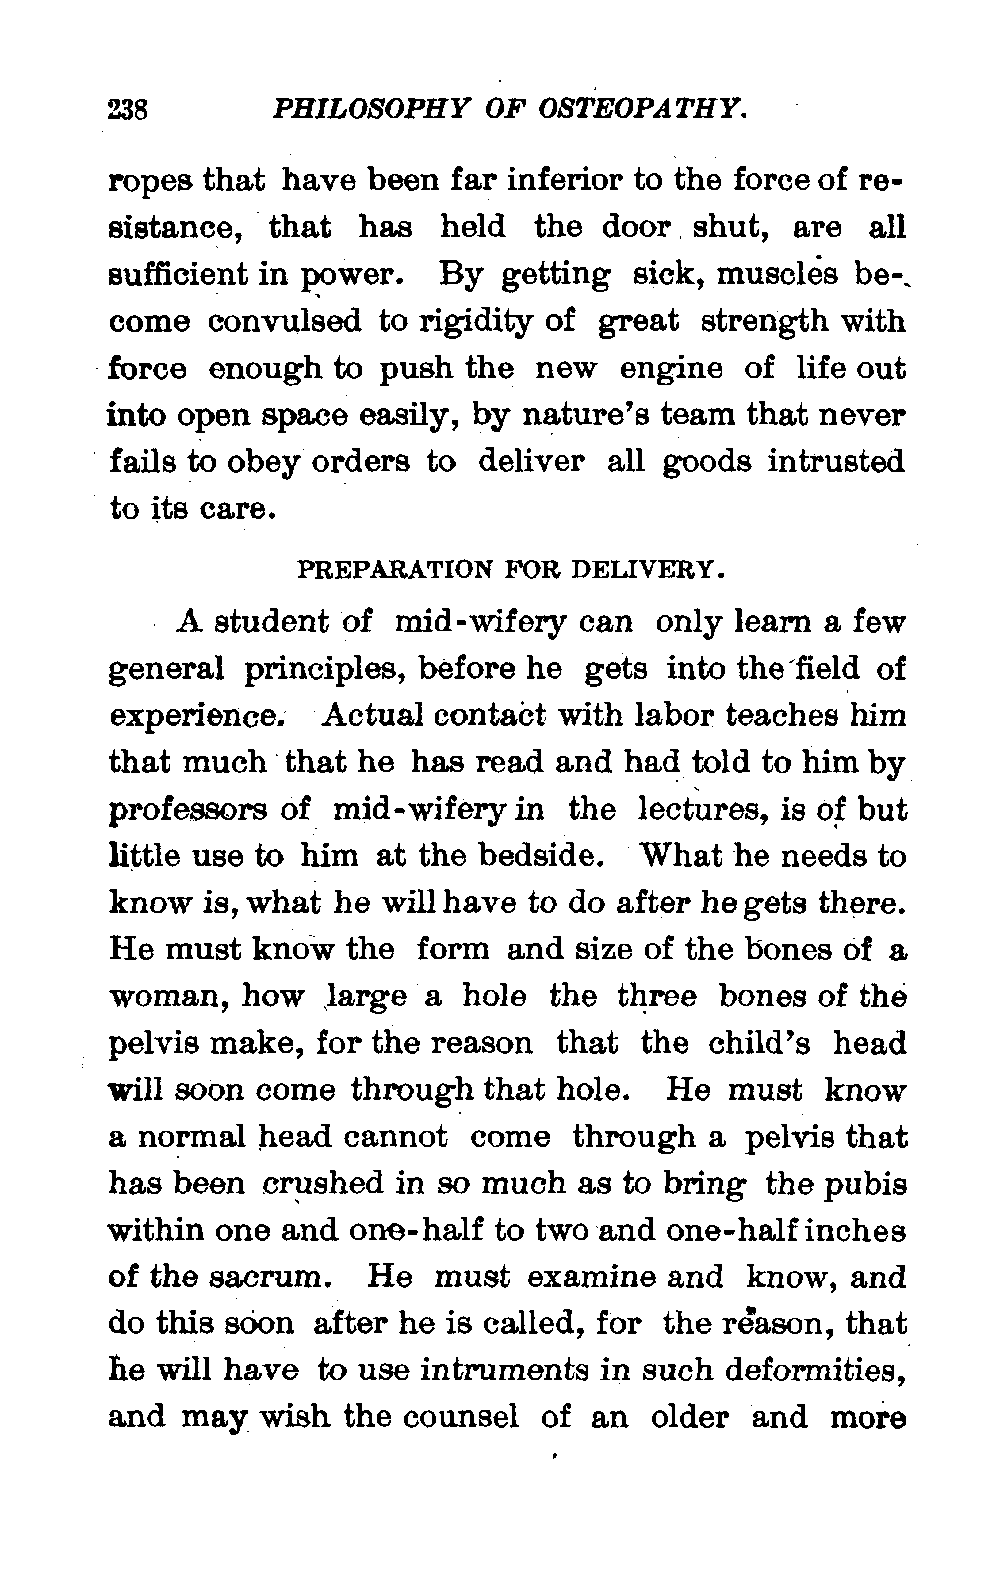 238 PHILOSOPHY OF OSTEOPATHY.
ropes that have been far inferior to the force of re-
sistance, that has held the door shut, are all
sufficient in power. By getting sick, muscles be-
come convulsed to rigidity of great strength with
force enough to push the new engine of life out
into open space easily, by nature's team that never
fails to obey orders to deliver all goods intrusted
to its care.
PREPARATION FOR DELIVERY.
A student of mid-wifery can only learn a few
general principles, before he gets into the field of
experience. Actual contact with labor teaches him
that much that he has read and had told to him by
professors of mid-wifery in the lectures, is of but
little use to him at the bedside. What he needs to
know is, what he will have to do after he gets there.
He must know the form and size of the bones of a
woman, how large a hole the three bones of the
pelvis make, for the reason that the child's head
will soon come through that hole. He must know
a normal head cannot come through a pelvis that
has been crushed in so much as to bring the pubis
within one and one-half to two and one-half inches
of the sacrum. He must examine and know, and
do this soon after he is called, for the reason, that
he will have to use intruments in such deformities,
and may wish the counsel of an older and more